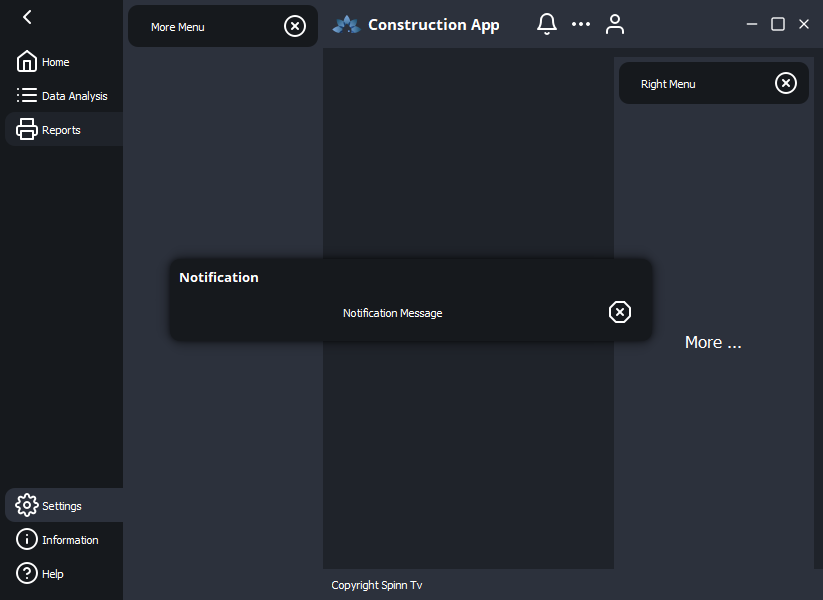 Home
Data Analysis
Reports
Settings
Information
Help
More Menu
Construction App
Right Menu
Notification
Notification Message
More ...
Copyright Spinn Tv